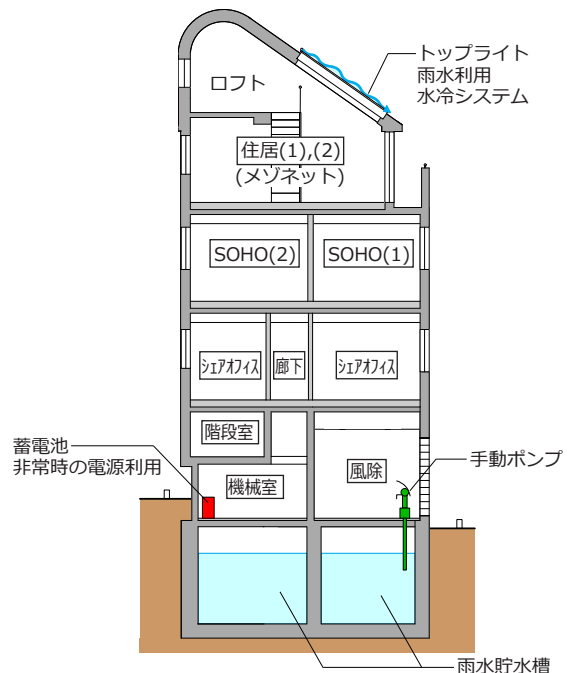 トップライト
雨水利用
水冷システム
ロフト
住居(1),(2)
(メゾネット)
SOHO(2)
SOHO(1)
シェアオフィス
廊下
シェアオフィス
階段室
蓄電池
非常時の電源利用
手動ポンプ
機械室
風除
雨水貯水槽